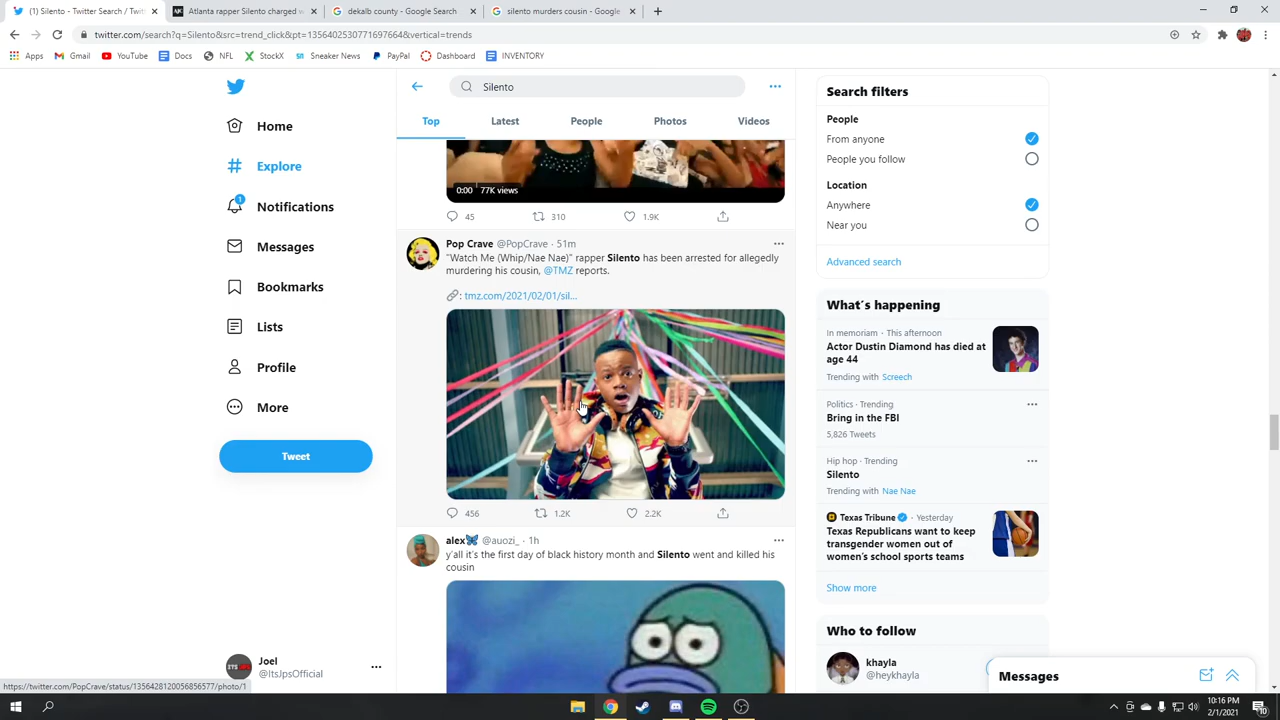 (1) Silento - Twitter Search / Twit
Atlanta rapper Silento charged w
dekalb county - Google Search
silento murders cousin - Google
twitter.com/search?q=Silento&src=trend_click&pt=1356402530771697664&vertical=trends
Apps
Gmail
YouTube
Docs
NFL
StockX
Sneaker News
PayPal
Dashboard
INVENTORY
Silento
Top
Latest
People
Photos
Videos
Home
Explore
1
Notifications
Messages
Bookmarks
Lists
Profile
More
Tweet
Joel
@ItsJpsOfficial
https://twitter.com/PopCrave/status/1356428120056856577/photo/1
0:00 77K views
45 310 1.9K
Pop Crave @PopCrave · 51m
"Watch Me (Whip/Nae Nae)" rapper Silento has been arrested for allegedly
murdering his cousin, @TMZ reports.
: tmz.com/2021/02/01/sil...
456 1.2K 2.2K
alex @auozi_ · 1h
y'all it's the first day of black history month and Silento went and killed his
cousin
Search filters
People
From anyone
People you follow
Location
Anywhere
Near you
Advanced search
What's happening
In memoriam · This afternoon
Actor Dustin Diamond has died at
age 44
Trending with Screech
Politics · Trending
Bring in the FBI
5,826 Tweets
Hip hop · Trending
Silento
Trending with Nae Nae
Texas Tribune · Yesterday
Texas Republicans want to keep
transgender women out of
women's school sports teams
Show more
Who to follow
khayla
@heykhayla
Messages
10:16 PM
2/1/2021